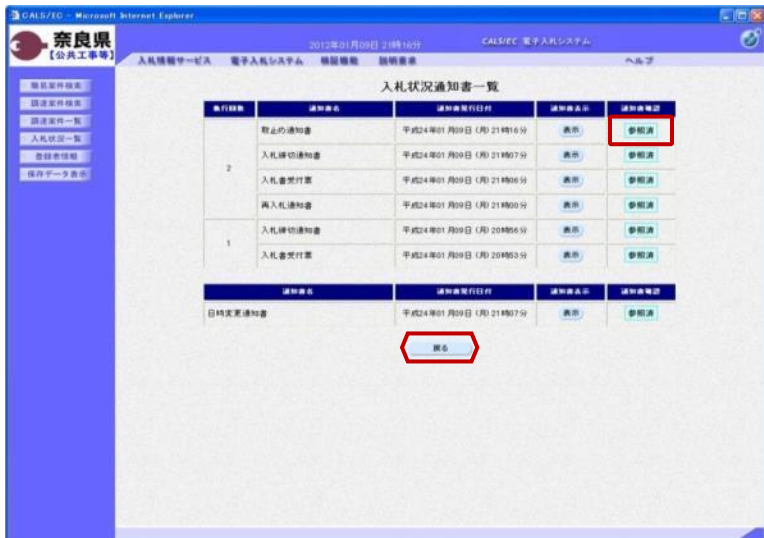 CALS/EC - Microsoft Internet Explorer
奈良県
【公共工事等】
2012年01月09日 21時16分
CALS/EC 電子入札システム
入札情報サービス 電子入札システム 検証機能 説明要求 ヘルプ
簡易案件検索
調達案件検索
調達案件一覧
入札状況一覧
登録者情報
保存データ表示
入札状況通知書一覧
執行回数 通知書名 通知書発行日付 通知書表示 通知書確認
2
取止め通知書 平成24年01月09日(月) 21時16分 表示 参照済
入札締切通知書 平成24年01月09日(月) 21時07分 表示 参照済
入札書受付票 平成24年01月09日(月) 21時06分 表示 参照済
再入札通知書 平成24年01月09日(月) 21時00分 表示 参照済
1
入札締切通知書 平成24年01月09日(月) 20時56分 表示 参照済
入札書受付票 平成24年01月09日(月) 20時53分 表示 参照済
通知書名 通知書発行日付 通知書表示 通知書確認
日時変更通知書 平成24年01月09日(月) 21時07分 表示 参照済
戻る